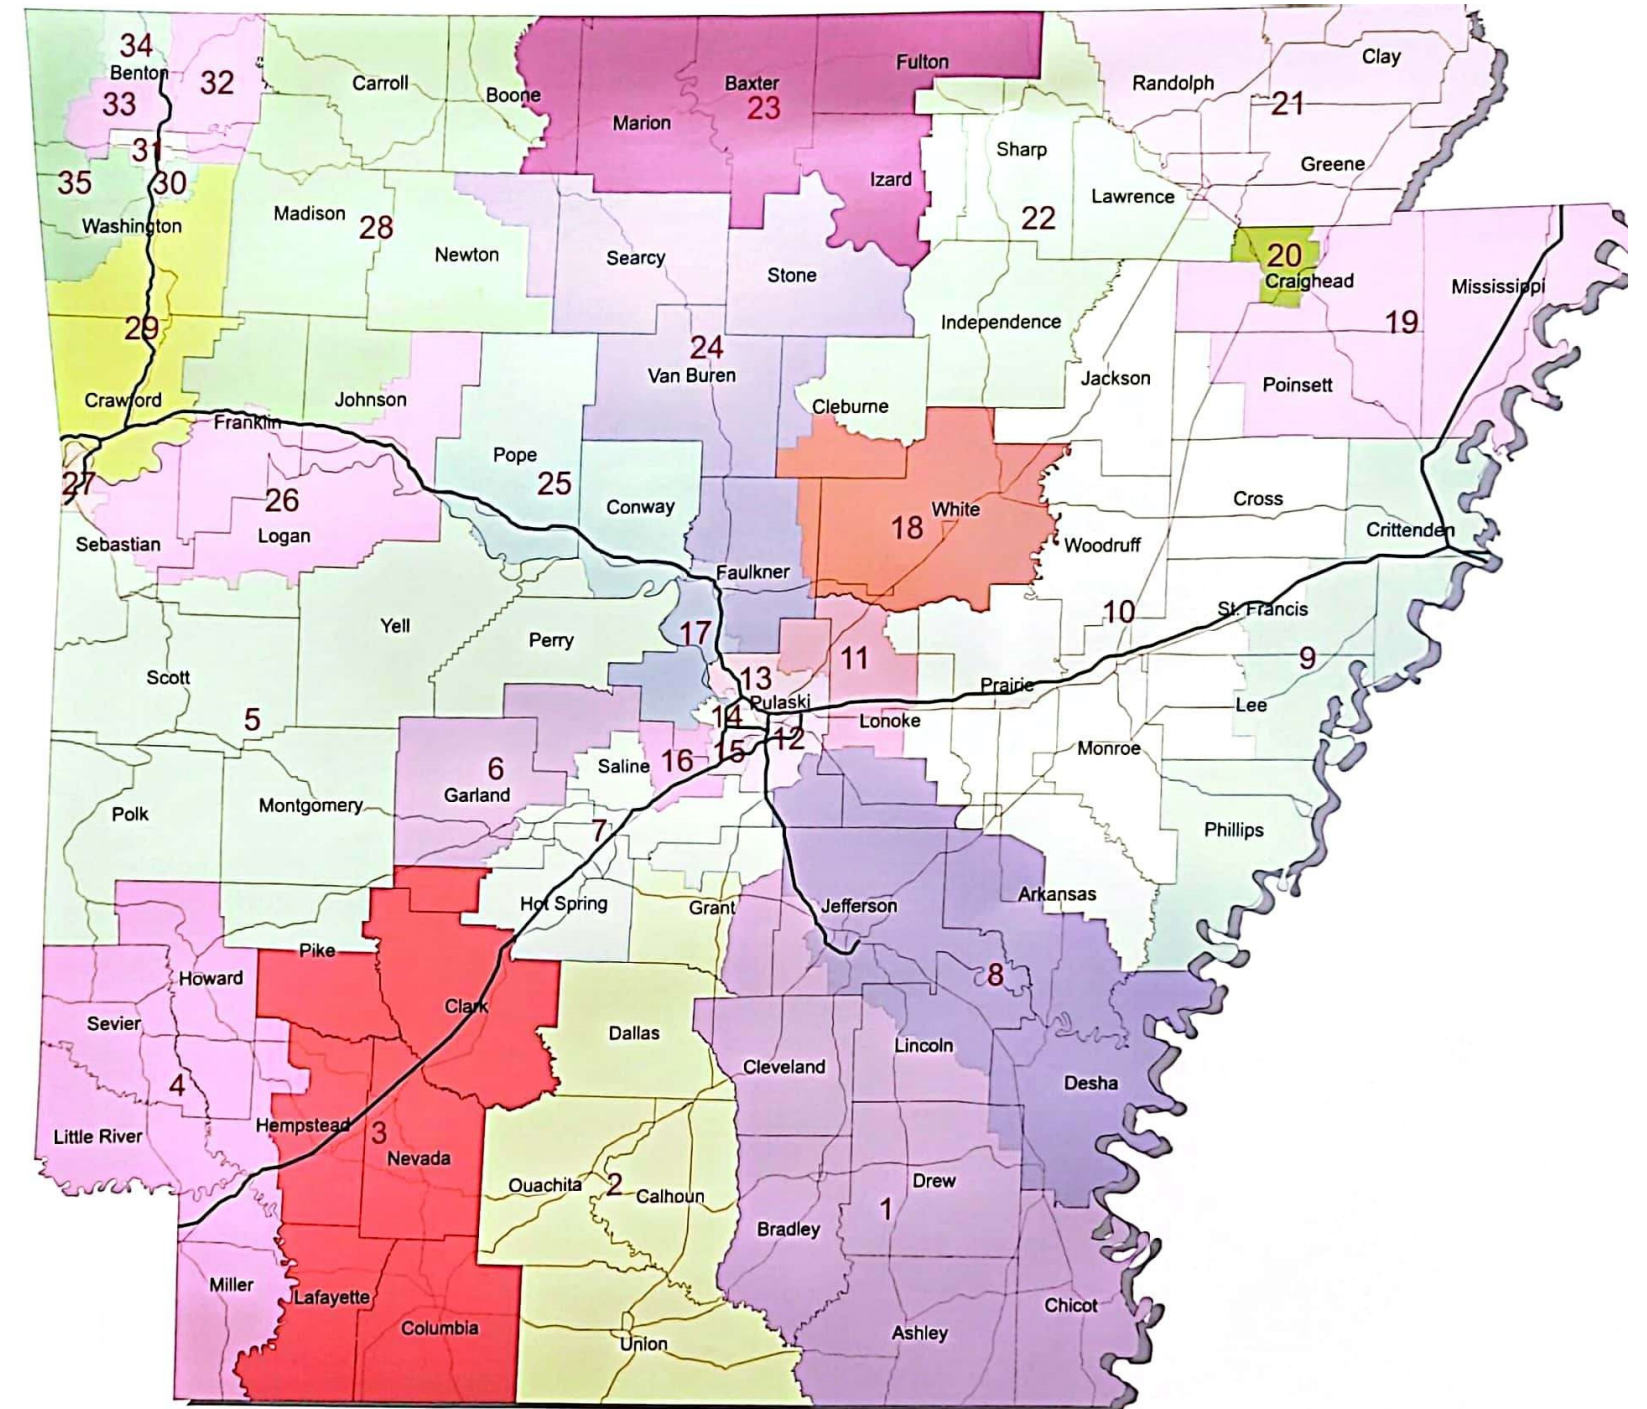 34
Benton
32
33
31
35
30
Washington
29
Crawford
27
Carroll
Boone
Madison
28
Newton
Marion
Baxter
23
Fulton
Izard
Sharp
22
Lawrence
Randolph
Clay
21
Greene
20
Craighead
Mississippi
19
Poinsett
Searcy
Stone
24
Van Buren
Independence
Jackson
Cleburne
Johnson
Franklin
Pope
25
Conway
26
Logan
Sebastian
Faulkner
18
White
Woodruff
Cross
Crittenden
St. Francis
10
9
Lee
Yell
Perry
Scott
5
17
13
11
Pulaski
14
12
15
16
Lonoke
Prairie
Monroe
Saline
6
Garland
7
Polk
Montgomery
Phillips
Hot Spring
Grant
Jefferson
Arkansas
8
Pike
Howard
Clark
Sevier
4
Dallas
Cleveland
Lincoln
Desha
Little River
Hempstead
3
Nevada
Ouachita
2
Calhoun
Bradley
Drew
1
Miller
Lafayette
Columbia
Union
Ashley
Chicot